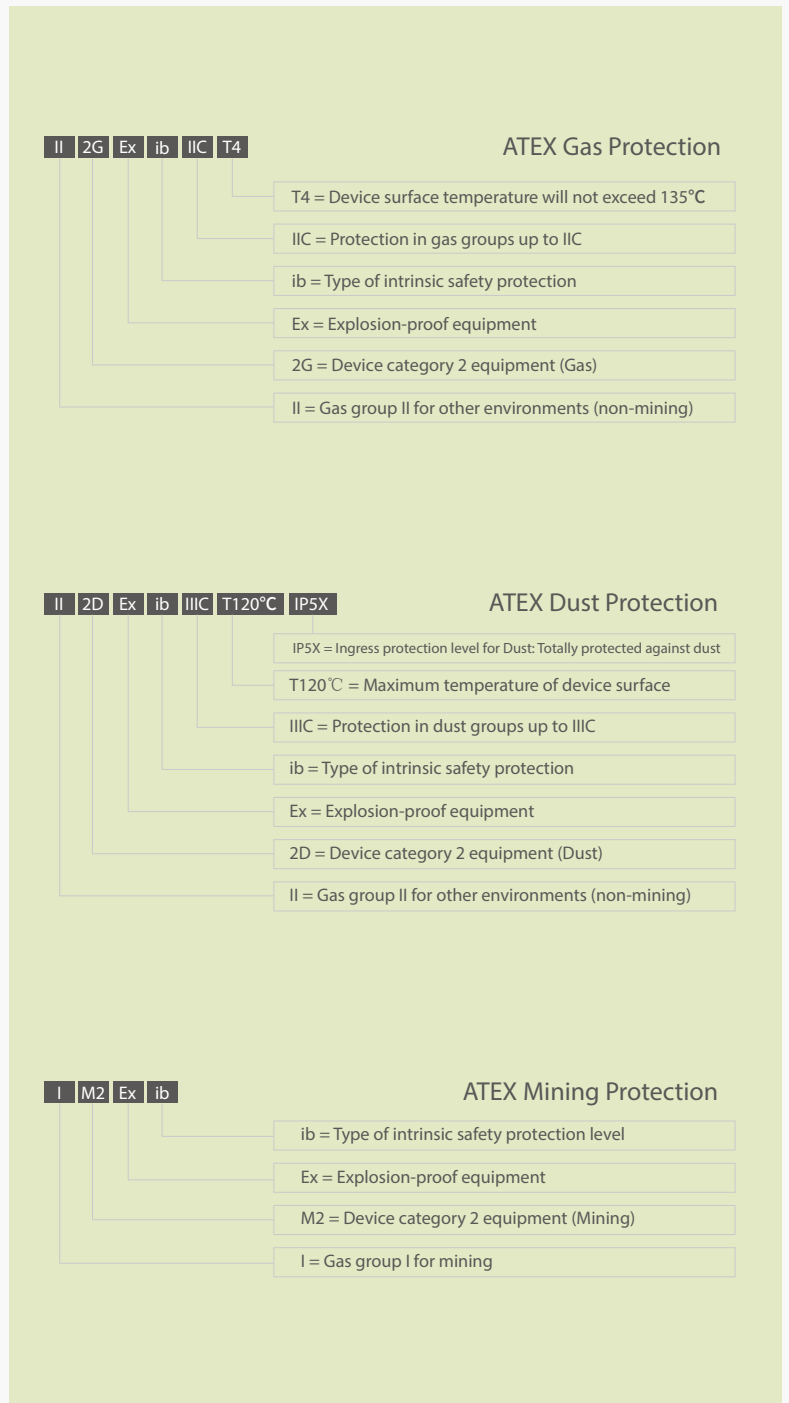 II 2G Ex ib IIC T4
ATEX Gas Protection
T4 = Device surface temperature will not exceed 135℃
IIC = Protection in gas groups up to IIC
ib = Type of intrinsic safety protection
Ex = Explosion-proof equipment
2G = Device category 2 equipment (Gas)
II = Gas group II for other environments (non-mining)
II 2D Ex ib IIIC T120℃ IP5X
ATEX Dust Protection
IP5X = Ingress protection level for Dust: Totally protected against dust
T120℃ = Maximum temperature of device surface
IIIC = Protection in dust groups up to IIIC
ib = Type of intrinsic safety protection
Ex = Explosion-proof equipment
2D = Device category 2 equipment (Dust)
II = Gas group II for other environments (non-mining)
I M2 Ex ib
ATEX Mining Protection
ib = Type of intrinsic safety protection level
Ex = Explosion-proof equipment
M2 = Device category 2 equipment (Mining)
I = Gas group I for mining